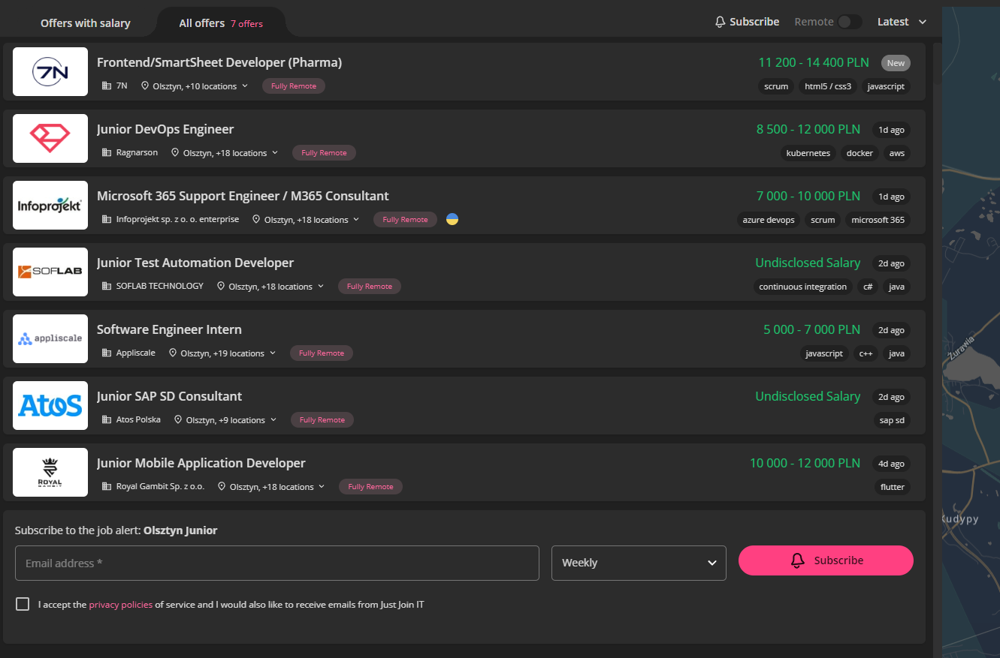 Offers with salary
All offers 7 offers
Subscribe
Remote
Latest
7N
Frontend/SmartSheet Developer (Pharma)
11 200 - 14 400 PLN
New
7N
Olsztyn, +10 locations
Fully Remote
scrum
html5 / css3
javascript
Junior DevOps Engineer
8 500 - 12 000 PLN
1d ago
Ragnarson
Olsztyn, +18 locations
Fully Remote
kubernetes
docker
aws
Infoprojekt
Microsoft 365 Support Engineer / M365 Consultant
7 000 - 10 000 PLN
1d ago
Infoprojekt sp. z o. o. enterprise
Olsztyn, +18 locations
Fully Remote
azure devops
scrum
microsoft 365
SOFLAB
Junior Test Automation Developer
Undisclosed Salary
2d ago
SOFLAB TECHNOLOGY
Olsztyn, +18 locations
Fully Remote
continuous integration
c#
java
appliscale
Software Engineer Intern
5 000 - 7 000 PLN
2d ago
Appliscale
Olsztyn, +19 locations
Fully Remote
javascript
c++
java
Żurawia
Atos
Junior SAP SD Consultant
Undisclosed Salary
2d ago
Atos Polska
Olsztyn, +9 locations
Fully Remote
sap sd
ROYAL
GAMBIT
Junior Mobile Application Developer
10 000 - 12 000 PLN
4d ago
Royal Gambit Sp. z o.o.
Olsztyn, +18 locations
Fully Remote
flutter
Kudypy
Subscribe to the job alert: Olsztyn Junior
Email address *
Weekly
Subscribe
I accept the privacy policies of service and I would also like to receive emails from Just Join IT